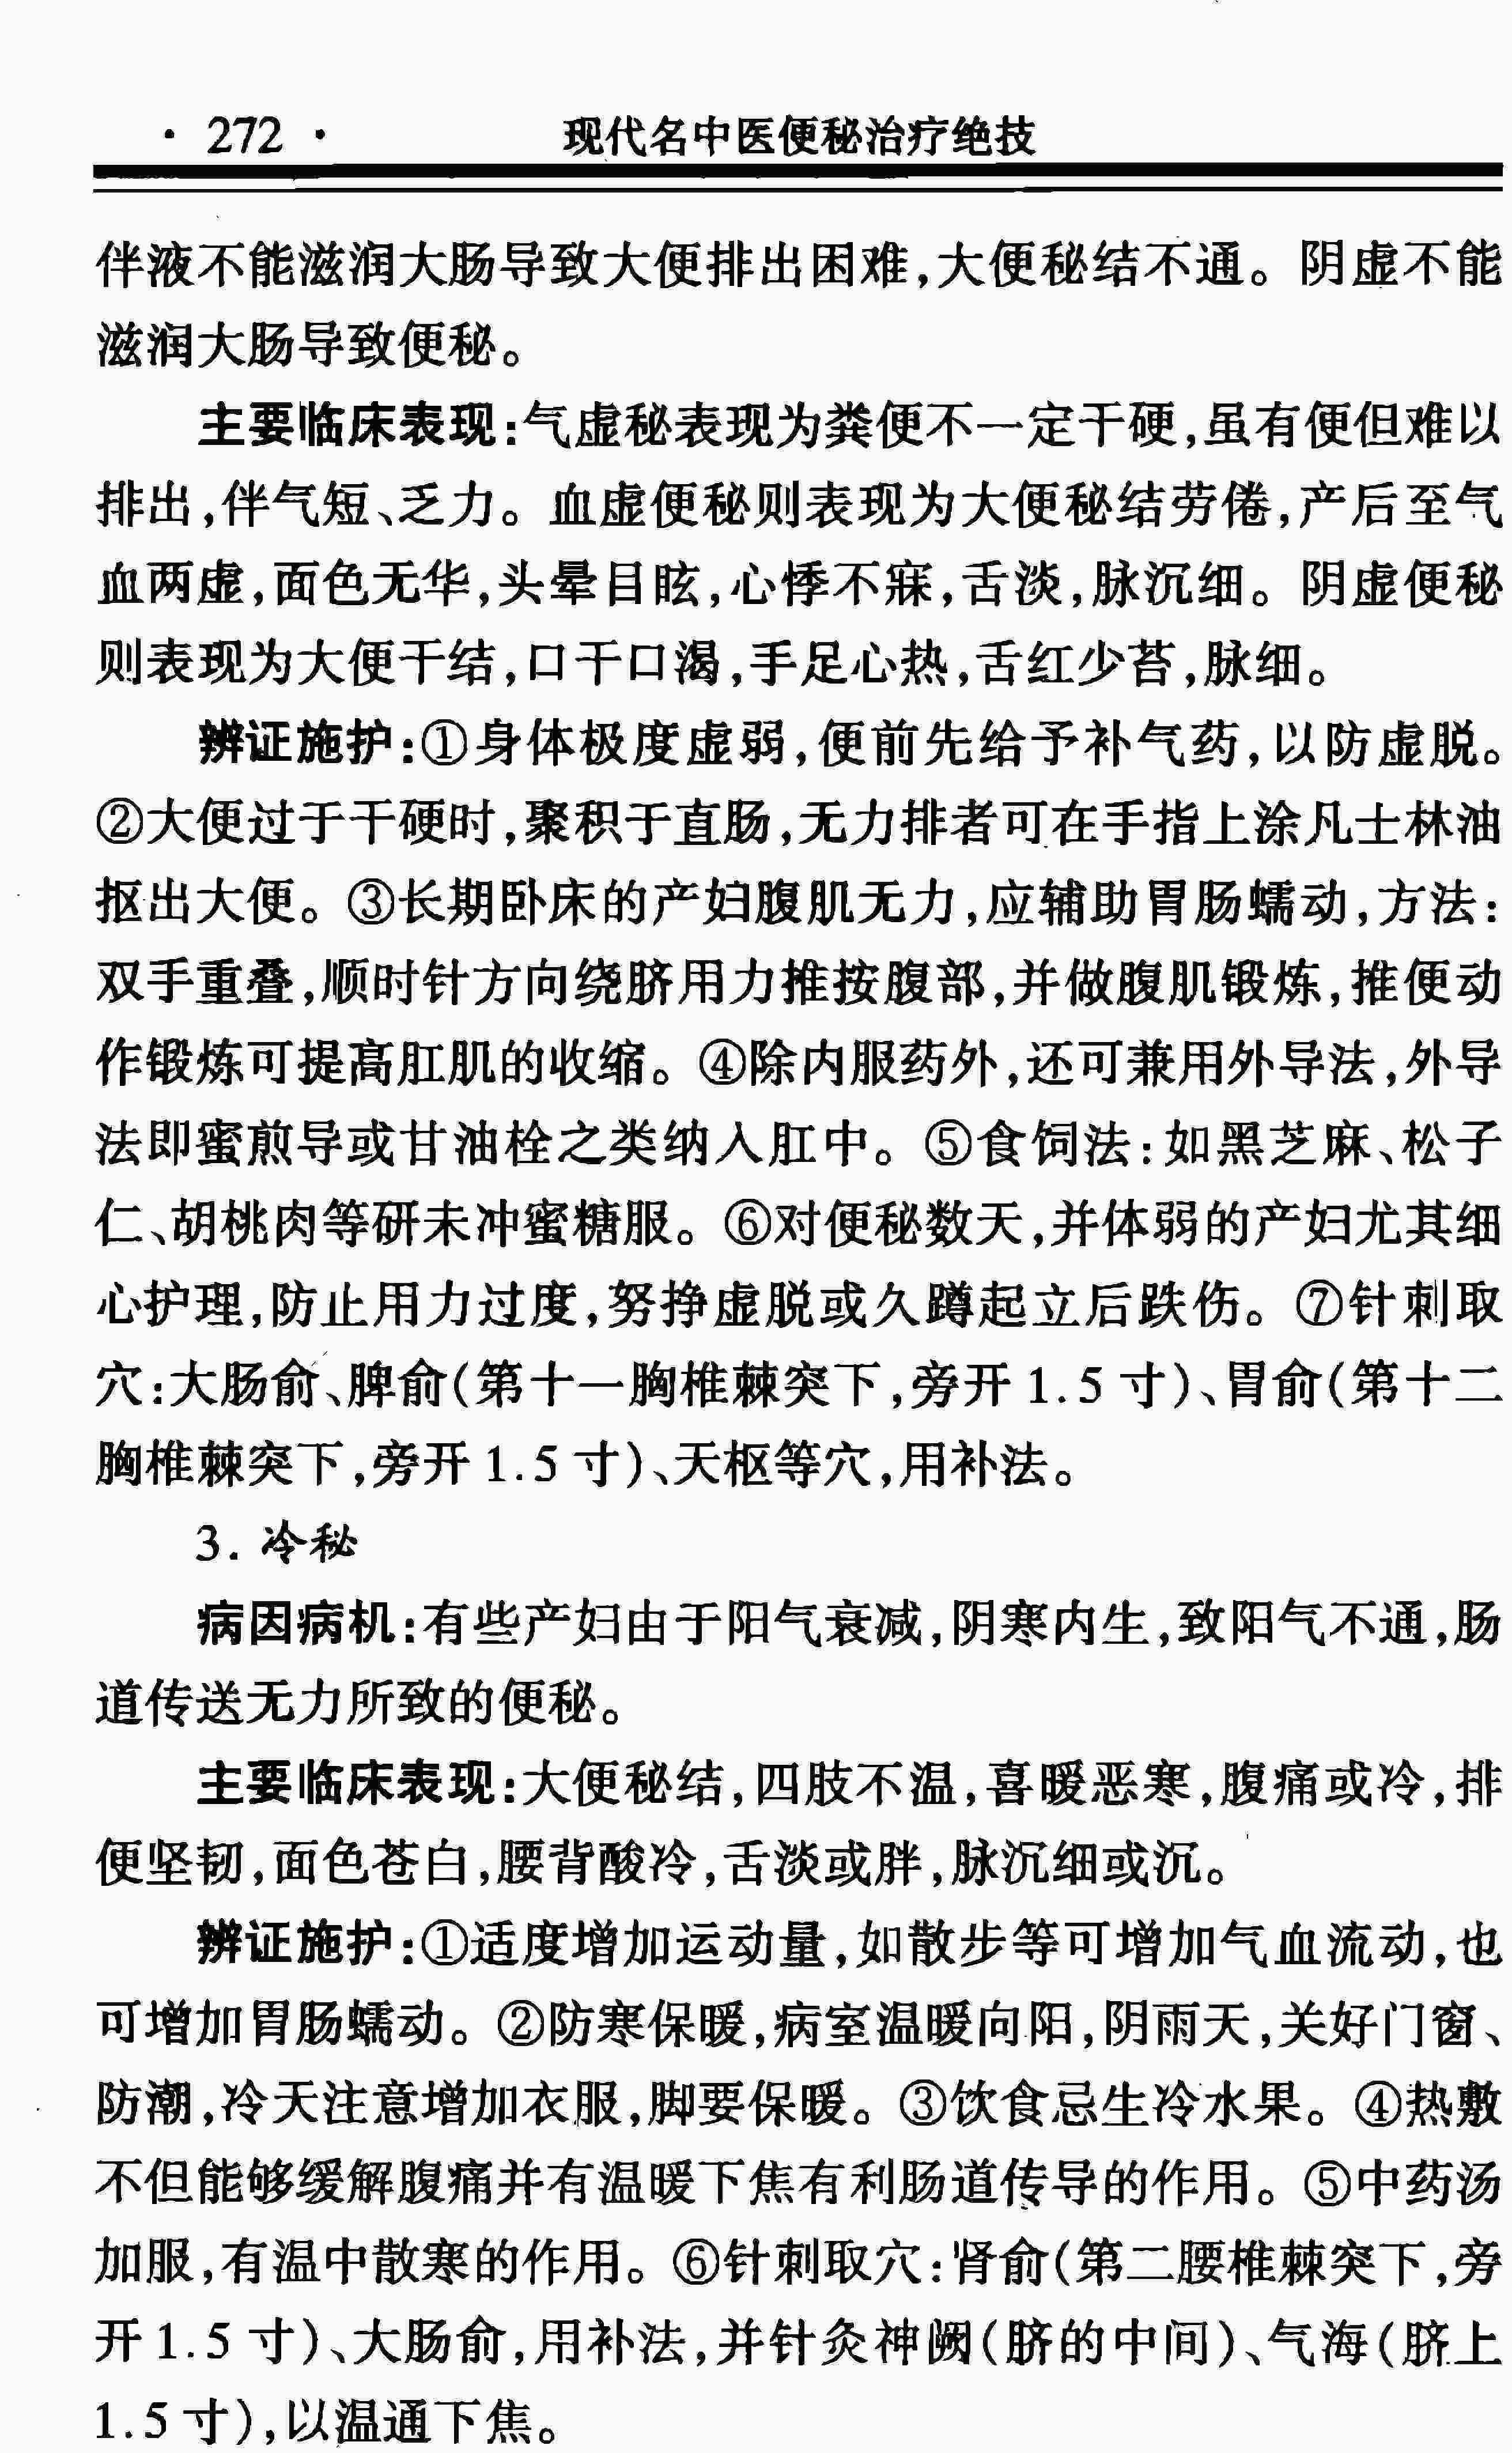 · 272 · 现代名中医便秘治疗绝技
伴液不能滋润大肠导致大便排出困难,大便秘结不通。阴虚不能
滋润大肠导致便秘。
主要临床表现:气虚秘表现为粪便不一定干硬,虽有便但难以
排出,伴气短、乏力。血虚便秘则表现为大便秘结劳倦,产后至气
血两虚,面色无华,头晕目眩,心悸不寐,舌淡,脉沉细。阴虚便秘
则表现为大便干结,口干口渴,手足心热,舌红少苔,脉细。
辨证施护:①身体极度虚弱,便前先给予补气药,以防虚脱。
②大便过于干硬时,聚积于直肠,无力排者可在手指上涂凡士林油
抠出大便。③长期卧床的产妇腹肌无力,应辅助胃肠蠕动,方法:
双手重叠,顺时针方向绕脐用力推按腹部,并做腹肌锻炼,推便动
作锻炼可提高肛肌的收缩。④除内服药外,还可兼用外导法,外导
法即蜜煎导或甘油栓之类纳入肛中。⑤食饲法:如黑芝麻、松子
仁、胡桃肉等研未冲蜜糖服。⑥对便秘数天,并体弱的产妇尤其细
心护理,防止用力过度,努挣虚脱或久蹲起立后跌伤。⑦针刺取
穴:大肠俞、脾俞(第十一胸椎棘突下,旁开1.5寸)、胃俞(第十二
胸椎棘突下,旁开1.5寸)、天枢等穴,用补法。
3. 冷秘
病因病机:有些产妇由于阳气衰减,阴寒内生,致阳气不通,肠
道传送无力所致的便秘。
主要临床表现:大便秘结,四肢不温,喜暖恶寒,腹痛或冷,排
便坚韧,面色苍白,腰背酸冷,舌淡或胖,脉沉细或沉。
辨证施护:①适度增加运动量,如散步等可增加气血流动,也
可增加胃肠蠕动。②防寒保暖,病室温暖向阳,阴雨天,关好门窗、
防潮,冷天注意增加衣服,脚要保暖。③饮食忌生冷水果。④热敷
不但能够缓解腹痛并有温暖下焦有利肠道传导的作用。⑤中药汤
加服,有温中散寒的作用。⑥针刺取穴:肾俞(第二腰椎棘突下,旁
开1.5寸)、大肠俞,用补法,并针灸神阙(脐的中间)、气海(脐上
1.5寸),以温通下焦。